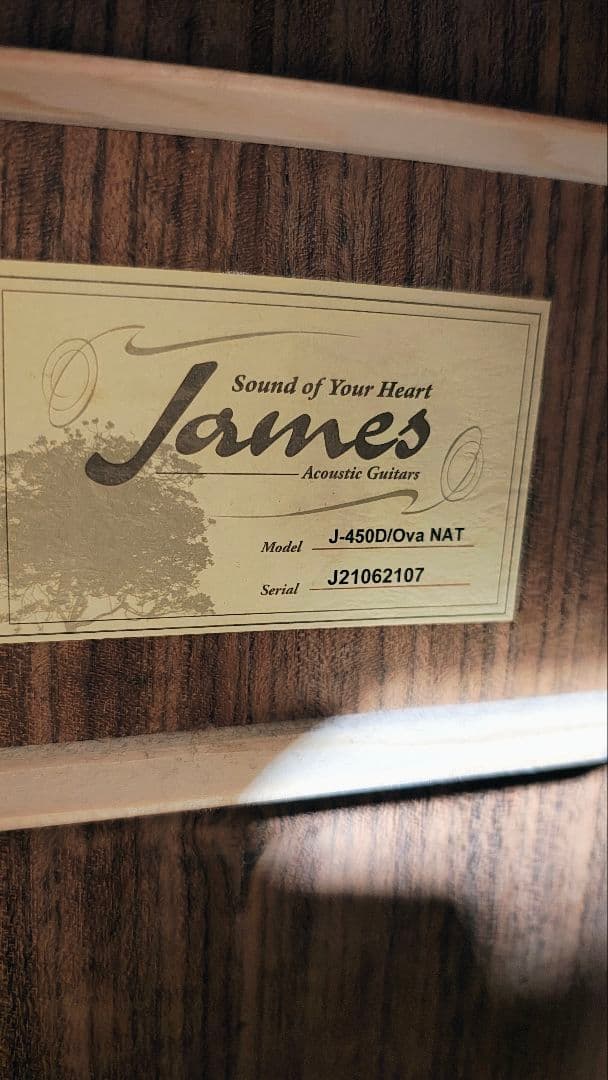 Sound of Your Heart
James
Acoustic Guitars
Model J-450D/Ova NAT
Serial J21062107